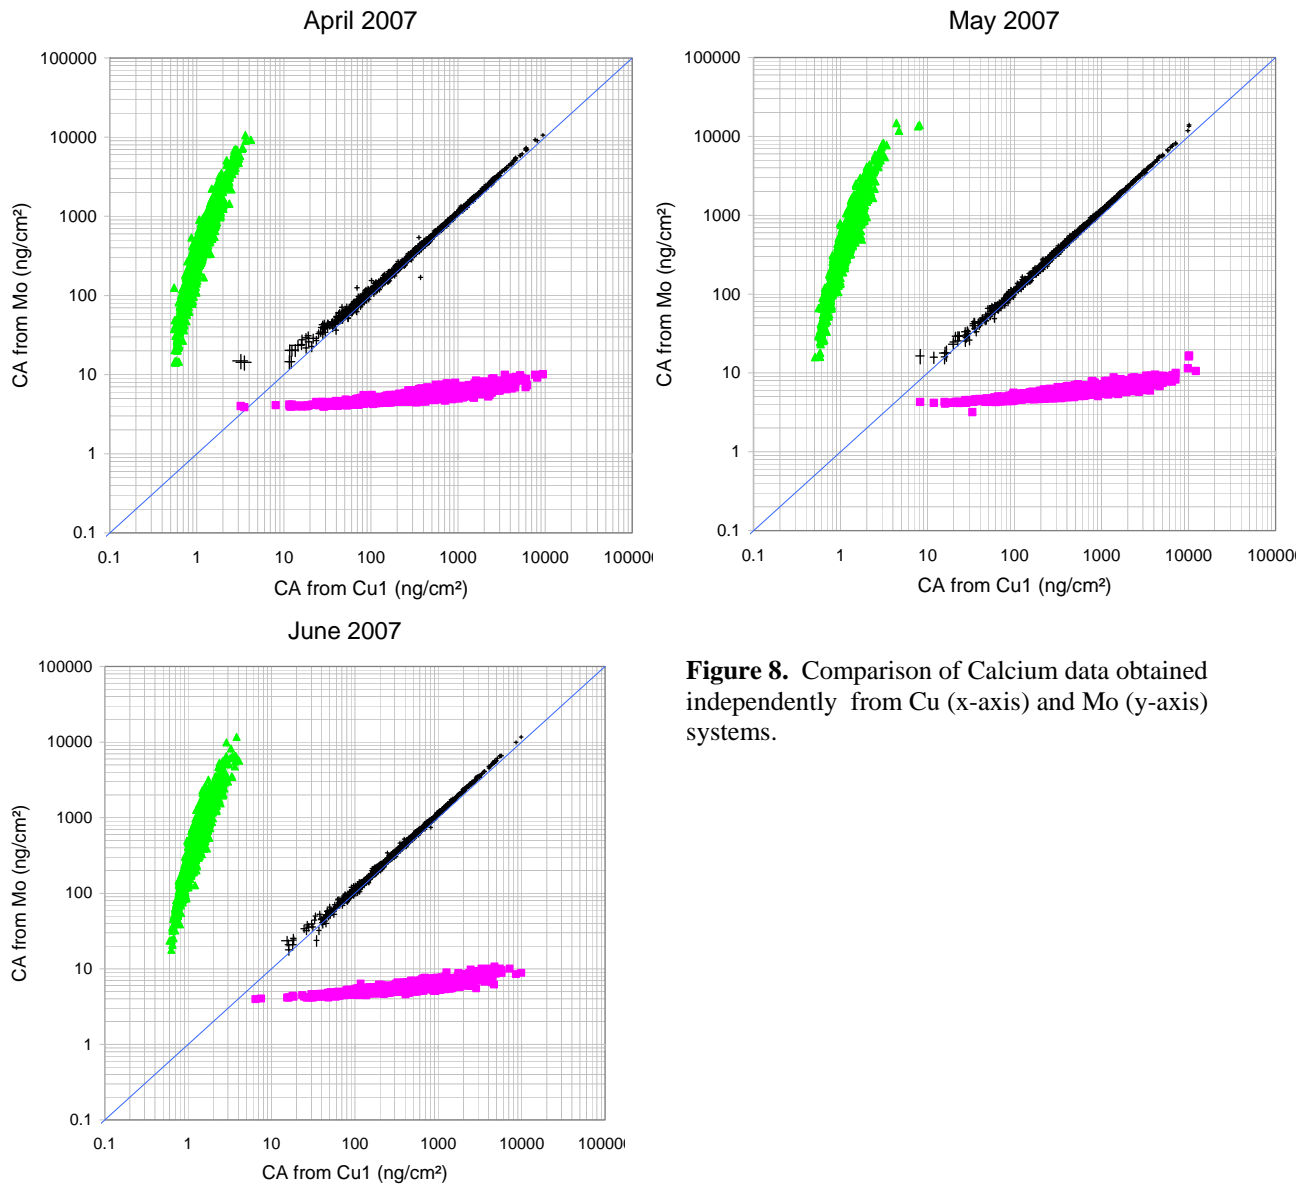 April 2007
100000
10000
1000
100
10
1
0.1
CA from Mo (ng/cm²)
0.1 1 10 100 1000 10000 100000
CA from Cu1 (ng/cm²)
May 2007
100000
10000
1000
100
10
1
0.1
CA from Mo (ng/cm²)
0.1 1 10 100 1000 10000 100000
CA from Cu1 (ng/cm²)
June 2007
100000
10000
1000
100
10
1
0.1
CA from Mo (ng/cm²)
0.1 1 10 100 1000 10000 100000
CA from Cu1 (ng/cm²)
Figure 8. Comparison of Calcium data obtained
independently from Cu (x-axis) and Mo (y-axis)
systems.